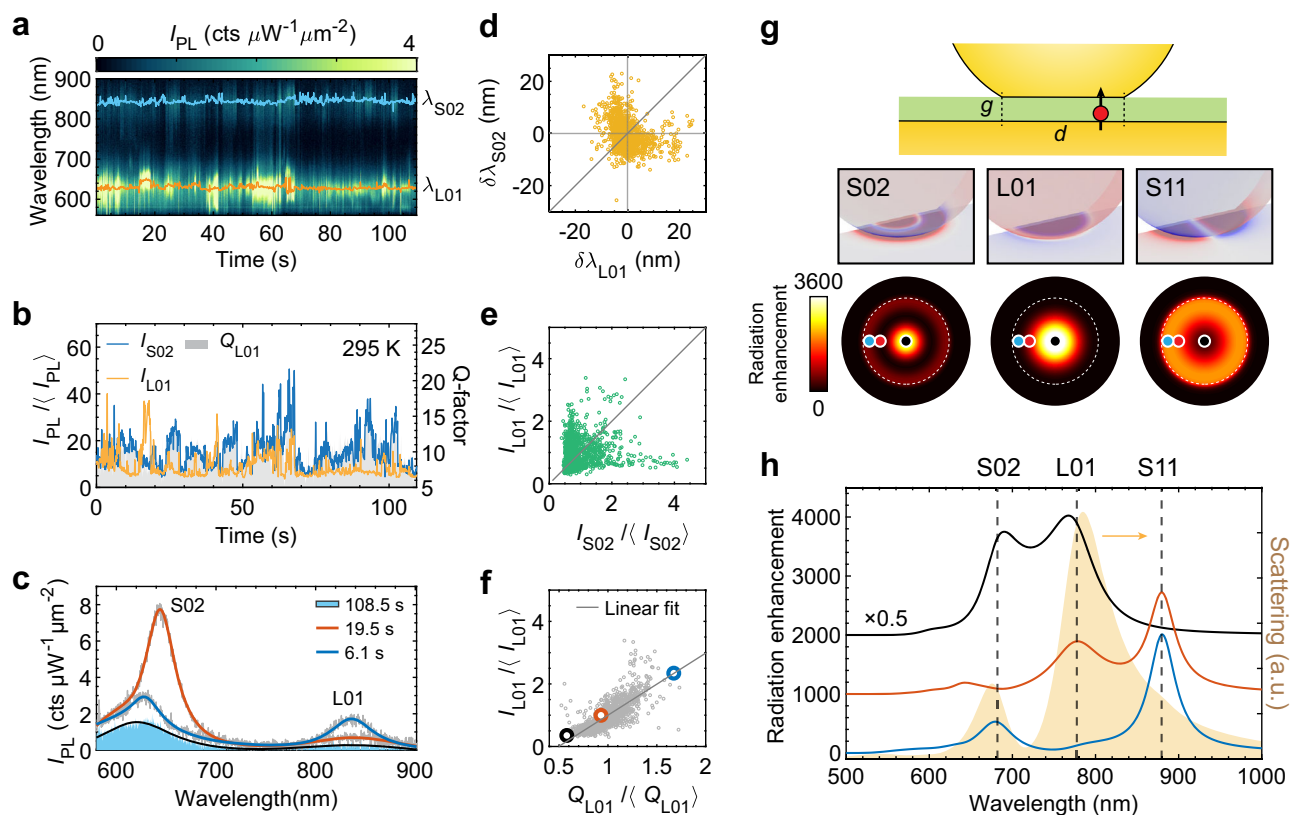 a
0 I_PL (cts μW⁻¹μm⁻²) 4
Wavelength (nm)
900
800
700
600
λ_S02
λ_L01
20 40 60 80 100
Time (s)
b
I_PL /⟨ I_PL⟩
60
40
20
0
I_S02 Q_L01 295 K
I_L01
25
20
15
10
5
Q-factor
0 50 100
Time (s)
c
I_PL (cts μW⁻¹ μm⁻²)
8
6
4
2
0
S02
L01
108.5 s
19.5 s
6.1 s
600 700 800 900
Wavelength(nm)
d
δλ_S02 (nm)
20
0
-20
-20 0 20
δλ_L01 (nm)
e
I_L01 /⟨ I_L01⟩
4
2
0
0 2 4
I_S02 /⟨ I_S02⟩
f
I_L01 /⟨ I_L01⟩
Linear fit
4
2
0
0.5 1 1.5 2
Q_L01 /⟨ Q_L01⟩
g
g
d
S02 L01 S11
Radiation
enhancement
3600
0
h
S02 L01 S11
Radiation enhancement
4000
3000
2000
1000
0
×0.5
Scattering (a.u.)
500 600 700 800 900 1000
Wavelength (nm)